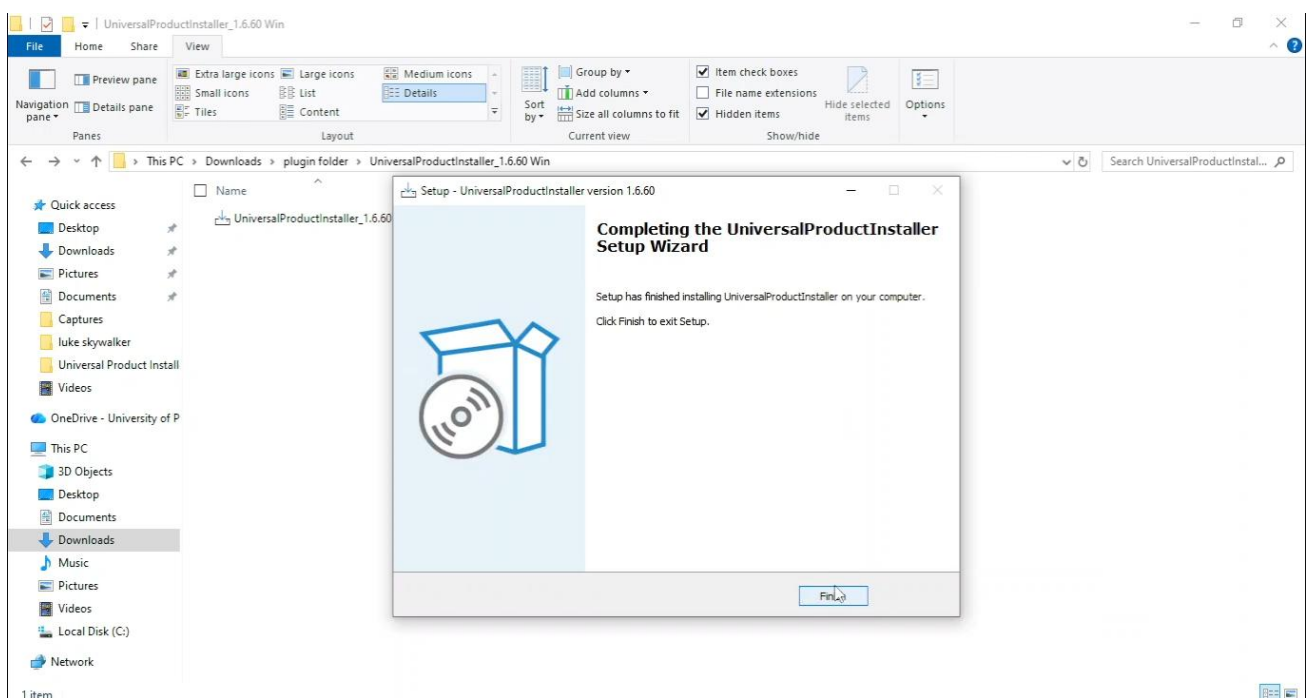 UniversalProductInstaller_1.6.60 Win
File Home Share View
Preview pane
Navigation pane
Details pane
Panes
Extra large icons Large icons Medium icons
Small icons List Details
Tiles Content
Layout
Sort by
Group by
Add columns
Size all columns to fit
Current view
Item check boxes
File name extensions
Hidden items
Hide selected items
Show/hide
Options
This PC > Downloads > plugin folder > UniversalProductInstaller_1.6.60 Win
Search UniversalProductInstal...
Name
UniversalProductInstaller_1.6.60
Quick access
Desktop
Downloads
Pictures
Documents
Captures
luke skywalker
Universal Product Install
Videos
OneDrive - University of P
This PC
3D Objects
Desktop
Documents
Downloads
Music
Pictures
Videos
Local Disk (C:)
Network
1 item
Setup - UniversalProductInstaller version 1.6.60
Completing the UniversalProductInstaller
Setup Wizard
Setup has finished installing UniversalProductInstaller on your computer.
Click Finish to exit Setup.
Finish